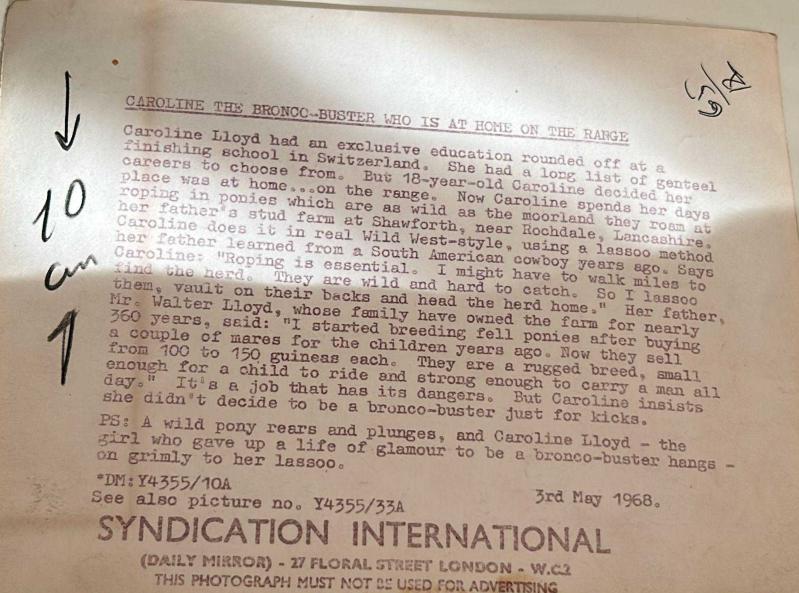 CAROLINE THE BRONCO-BUSTER WHO IS AT HOME ON THE RANGE
Caroline Lloyd had an exclusive education rounded off at a
finishing school in Switzerland. She had a long list of genteel
careers to choose from. But 18-year-old Caroline decided her
place was at home...on the range. Now Caroline spends her days
roping in ponies which are as wild as the moorland they roam at
her father's stud farm at Shawforth, near Rochdale, Lancashire.
Caroline does it in real Wild West-style, using a lassoo method
her father learned from a South American cowboy years ago. Says
Caroline: "Roping is essential. I might have to walk miles to
find the herd. They are wild and hard to catch. So I lassoo
them, vault on their backs and head the herd home." Her father,
Mr. Walter Lloyd, whose family have owned the farm for nearly
360 years, said: "I started breeding fell ponies after buying
a couple of mares for the children years ago. Now they sell
from 100 to 150 guineas each. They are a rugged breed, small
enough for a child to ride and strong enough to carry a man all
day." It's a job that has its dangers. But Caroline insists
she didn't decide to be a bronco-buster just for kicks.
PS: A wild pony rears and plunges, and Caroline Lloyd - the
girl who gave up a life of glamour to be a bronco-buster hangs -
on grimly to her lassoo.
*DM:Y4355/10A
3rd May 1968.
See also picture no. Y4355/33A
SYNDICATION INTERNATIONAL
(DAILY MIRROR) - 27 FLORAL STREET LONDON - W.C.2
THIS PHOTOGRAPH MUST NOT BE USED FOR ADVERTISING
10